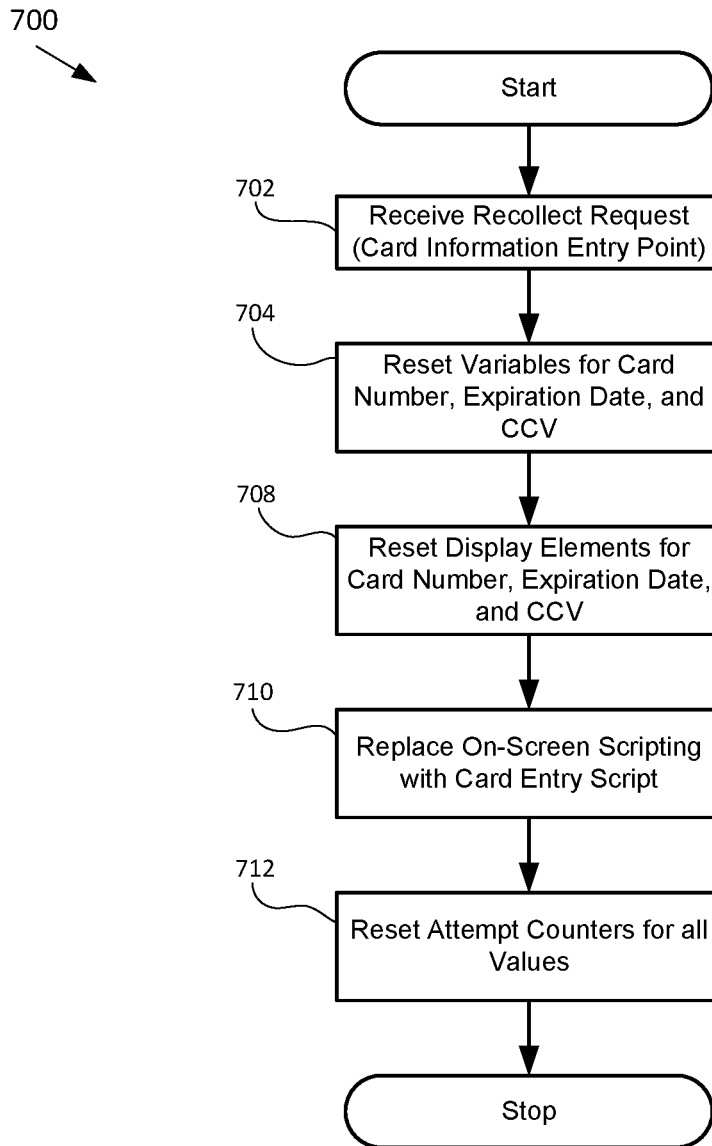 700
Start
702
Receive Recollect Request
(Card Information Entry Point)
704
Reset Variables for Card
Number, Expiration Date, and
CCV
708
Reset Display Elements for
Card Number, Expiration Date,
and CCV
710
Replace On-Screen Scripting
with Card Entry Script
712
Reset Attempt Counters for all
Values
Stop